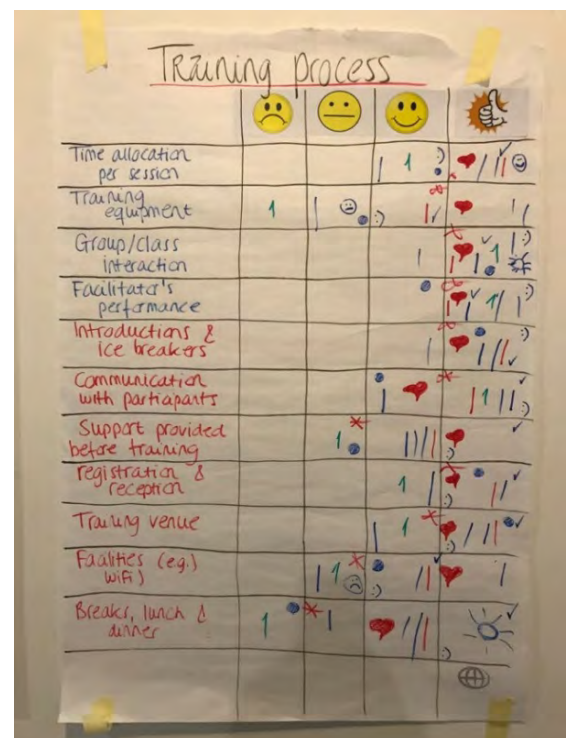 Training process
Time allocation
per session
Training
equipment
Group/class
interaction
Facilitator's
performance
Introductions &
ice breakers
Communication
with participants
Support provided
before training
registration &
reception
Training venue
Facilities (eg.)
wifi)
Breaks, lunch &
dinner